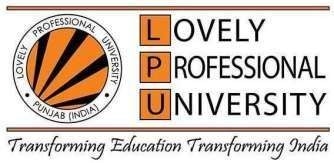 LOVELY PROFESSIONAL UNIVERSITY
• PUNJAB (INDIA) •
LOVELY
PROFESSIONAL
UNIVERSITY
Transforming Education Transforming India